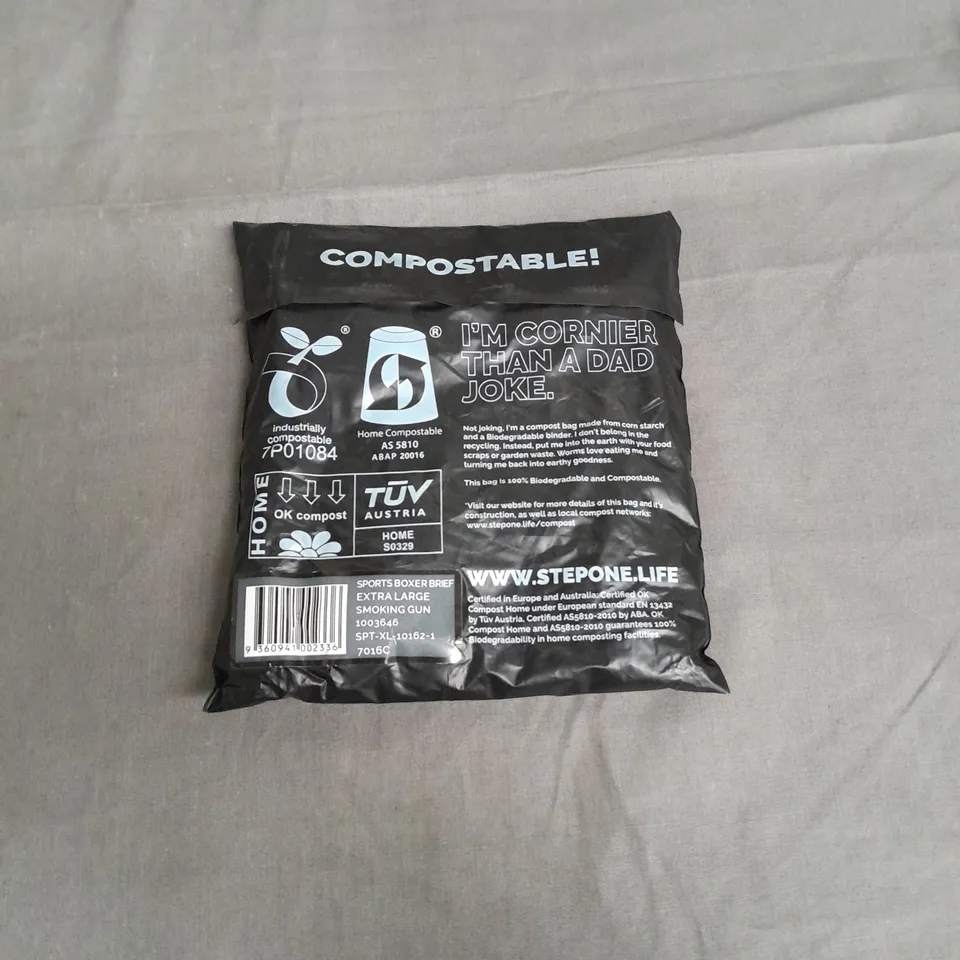 COMPOSTABLE!
®
industrially
compostable
7P01084
®
Home Compostable
AS 5810
ABAP 20016
I'M CORNIER
THAN A DAD
JOKE.
Not joking, I'm a compost bag made from corn starch
and a Biodegradable binder. I don't belong in the
recycling. Instead, put me into the earth with your food
scraps or garden waste. Worms love eating me and
turning me back into earthy goodness.
This bag is 100% Biodegradable and Compostable.
*Visit our website for more details of this bag and it's
construction, as well as local compost networks:
www.stepone.life/compost
HOME
OK compost
TÜV
AUSTRIA
HOME
S0329
WWW.STEPONE.LIFE
Certified in Europe and Australia: Certified OK
Compost Home under European standard EN 13432
by Tüv Austria. Certified AS5810-2010 by ABA. OK
Compost Home and AS5810-2010 guarantees 100%
Biodegradability in home composting facilities.
SPORTS BOXER BRIEF
EXTRA LARGE
SMOKING GUN
1003646
SPT-XL-10162-1
7016C
9 360941 002336